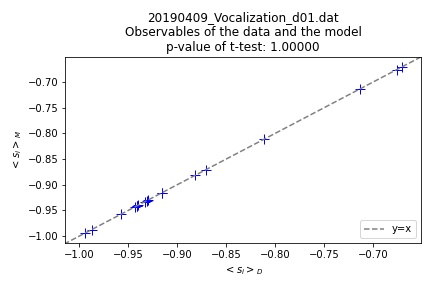 20190409_Vocalization_d01.dat
Observables of the data and the model
p-value of t-test: 1.00000
−0.70
−0.75
−0.80
−0.85
−0.90
−0.95
−1.00
< s_i >_M
y=x
−1.00 −0.95 −0.90 −0.85 −0.80 −0.75 −0.70
< s_i >_D